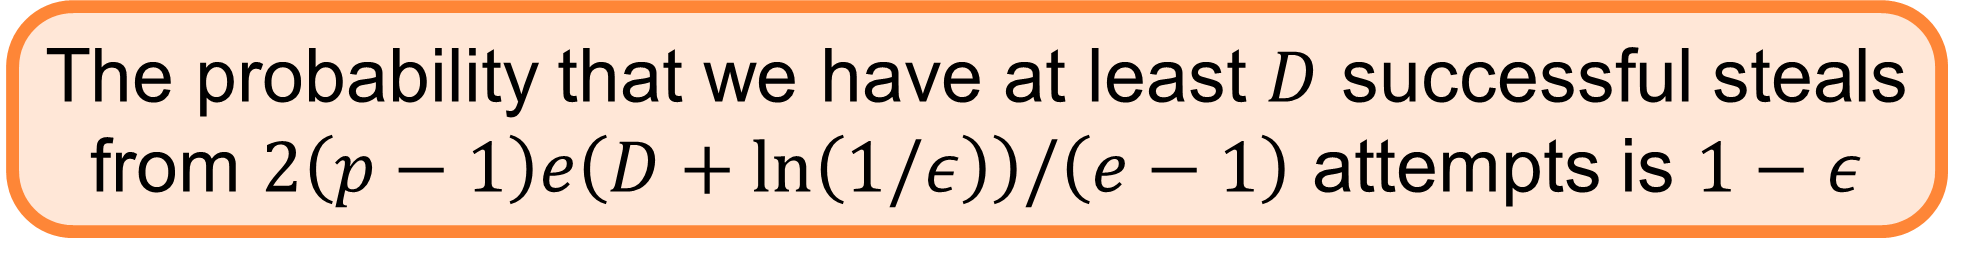 The probability that we have at least 𝐷 successful steals
from 2(𝑝 − 1)𝑒(𝐷 + ln(1/𝜖))/(𝑒 − 1) attempts is 1 − 𝜖